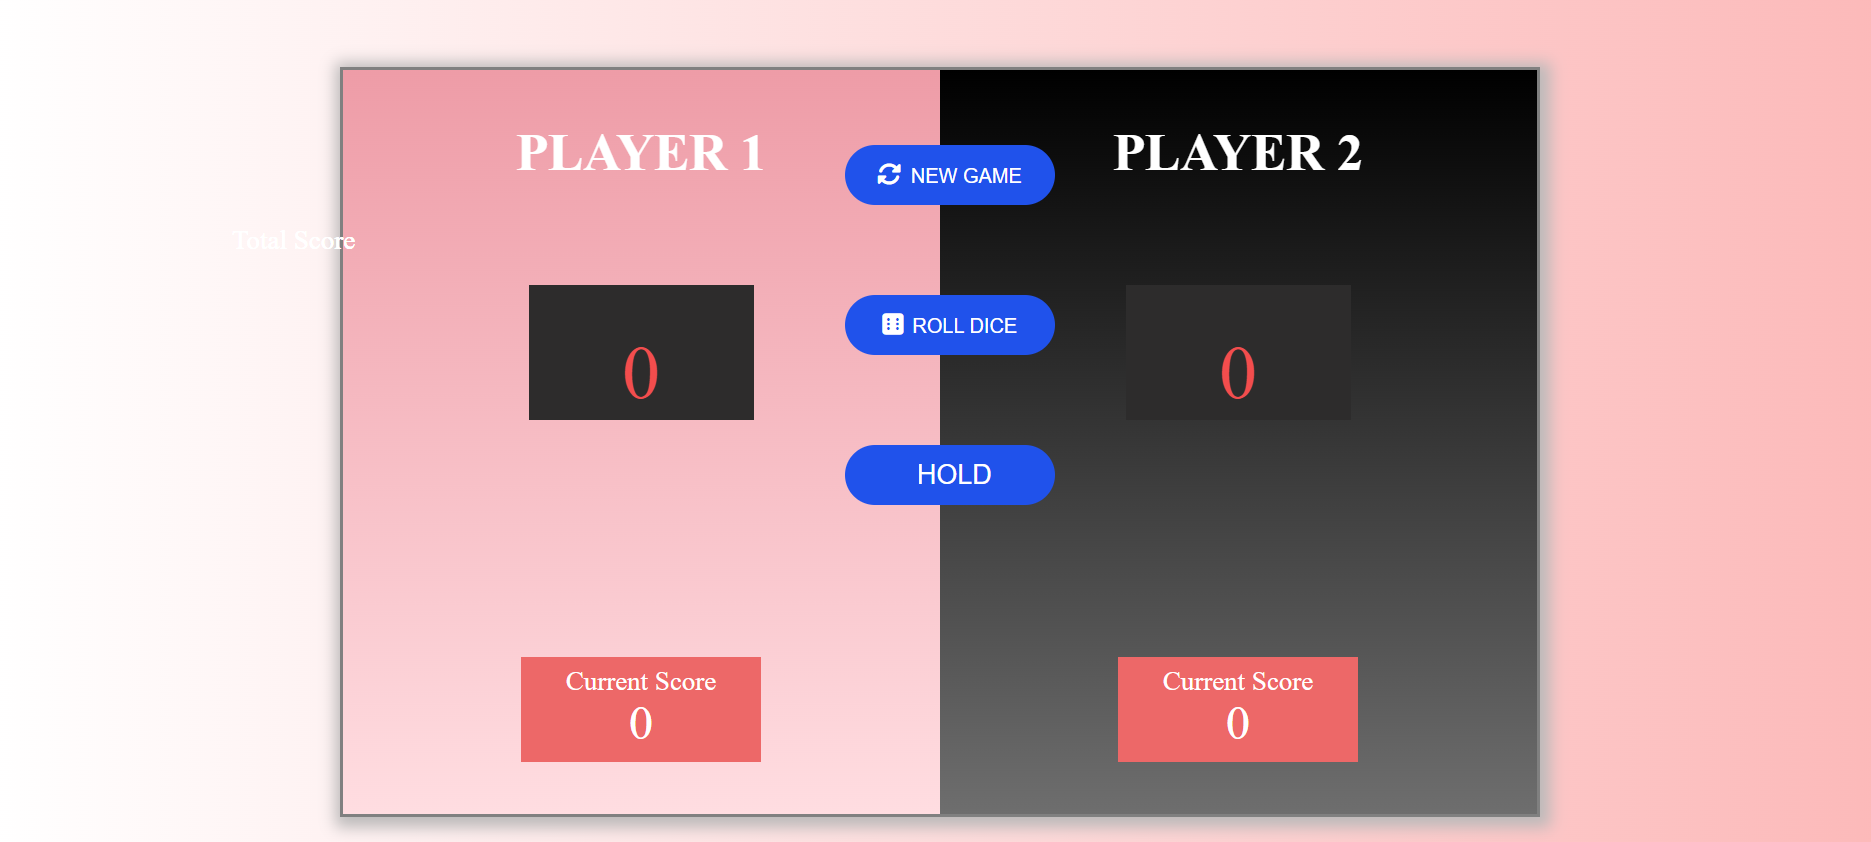 PLAYER 1
PLAYER 2
NEW GAME
Total Score
ROLL DICE
0
0
HOLD
Current Score
0
Current Score
0